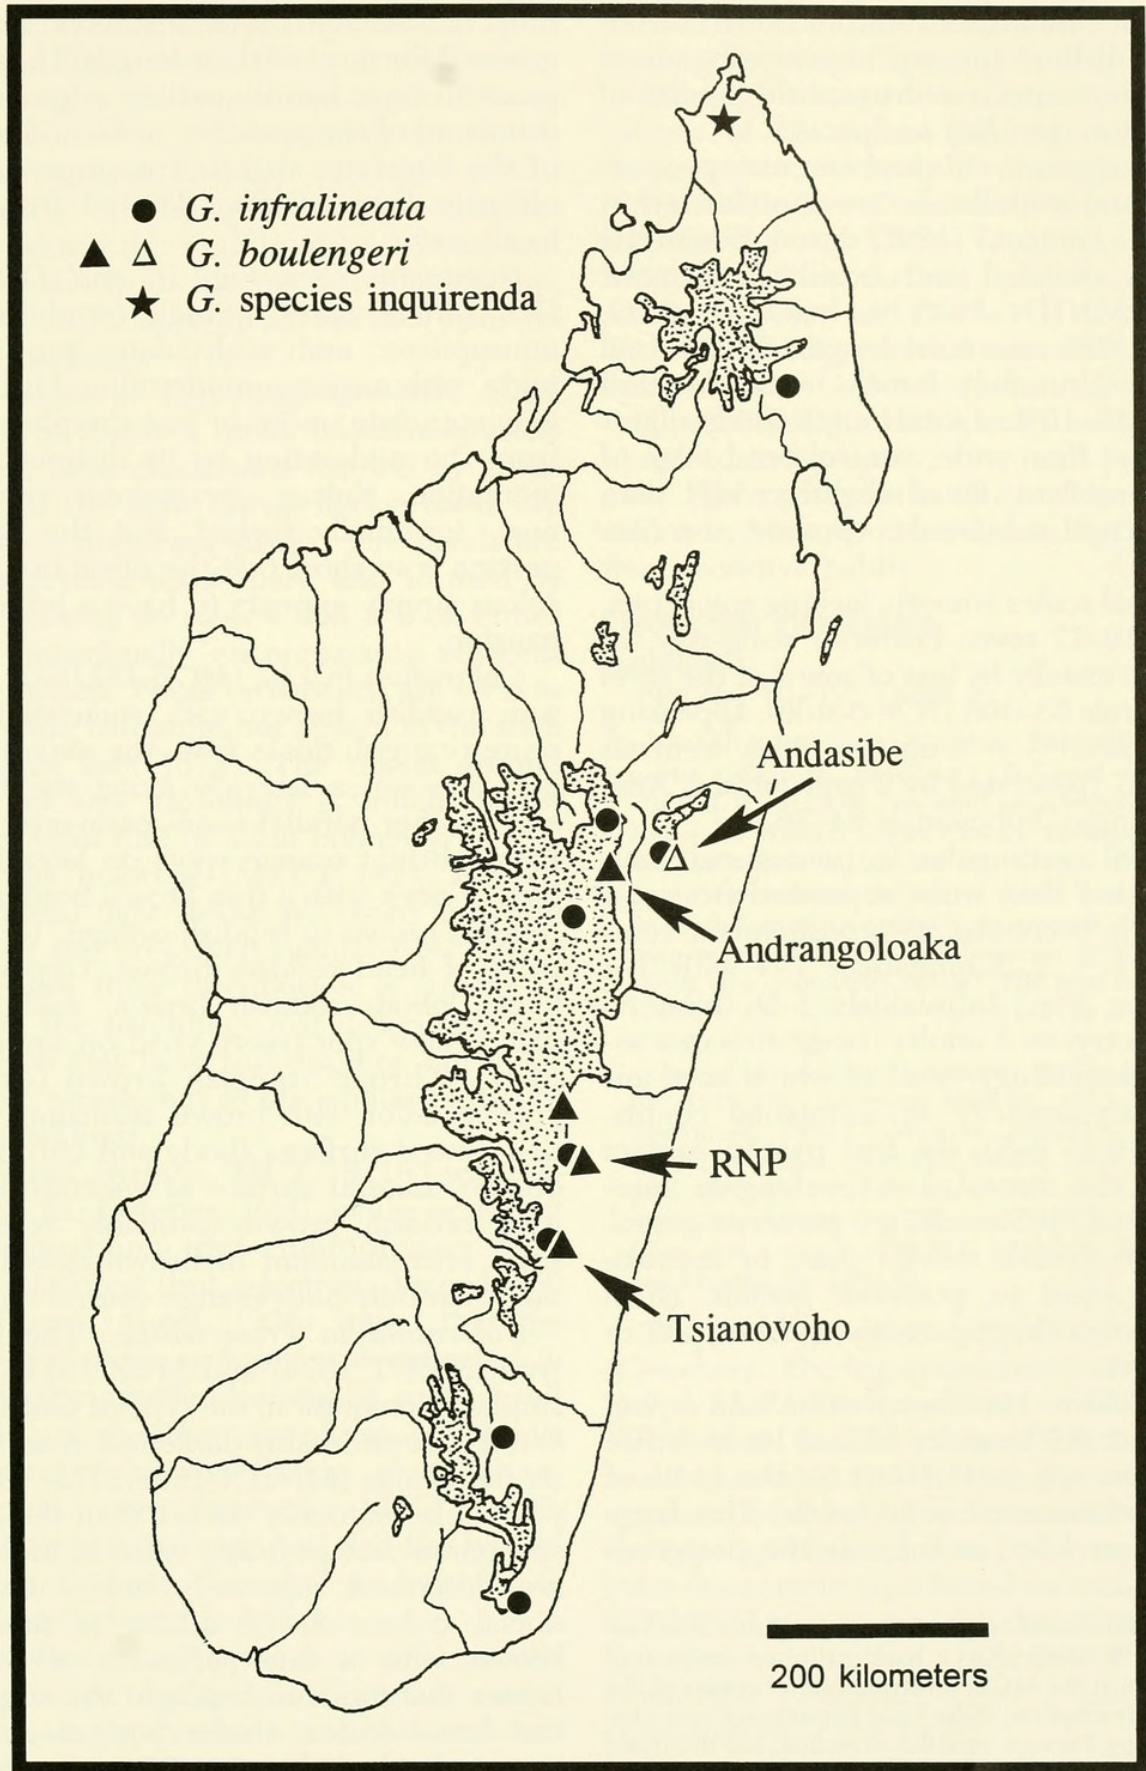 G. infralineata
G. boulengeri
G. species inquirenda
Andasibe
Andrangoloaka
RNP
Tsianovoho
200 kilometers